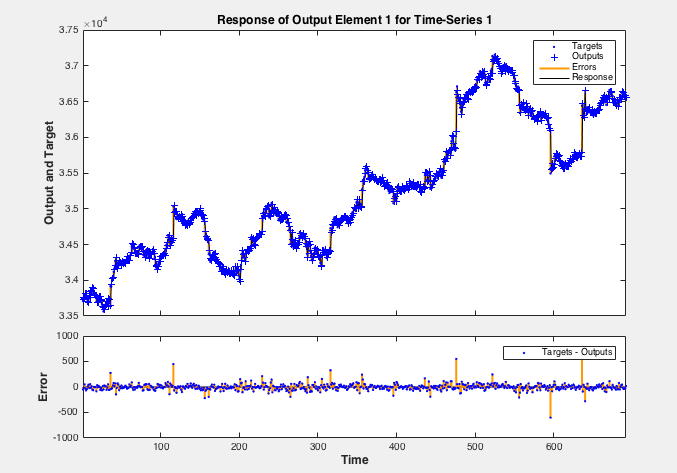 Response of Output Element 1 for Time-Series 1
×10^4
3.75
3.7
3.65
3.6
3.55
3.5
3.45
3.4
3.35
Output and Target
Targets
Outputs
Errors
Response
1000
500
0
-500
-1000
Error
Targets - Outputs
100
200
300
400
500
600
Time